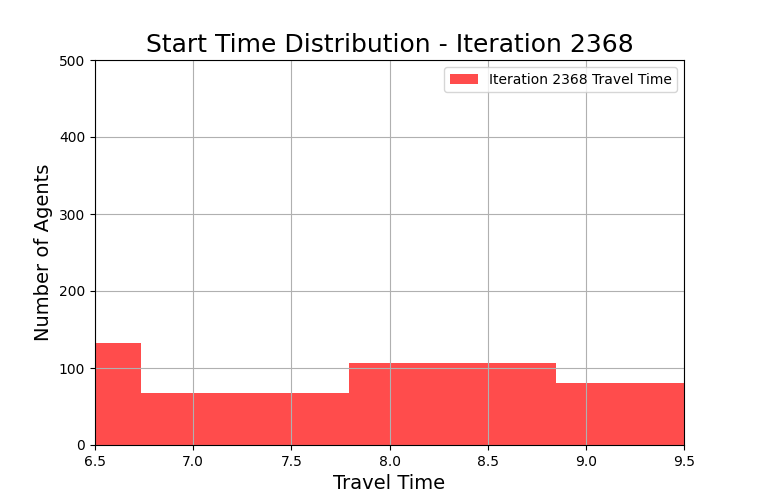 Start Time Distribution - Iteration 2368
Iteration 2368 Travel Time
Number of Agents
500
400
300
200
100
0
6.5 7.0 7.5 8.0 8.5 9.0 9.5
Travel Time